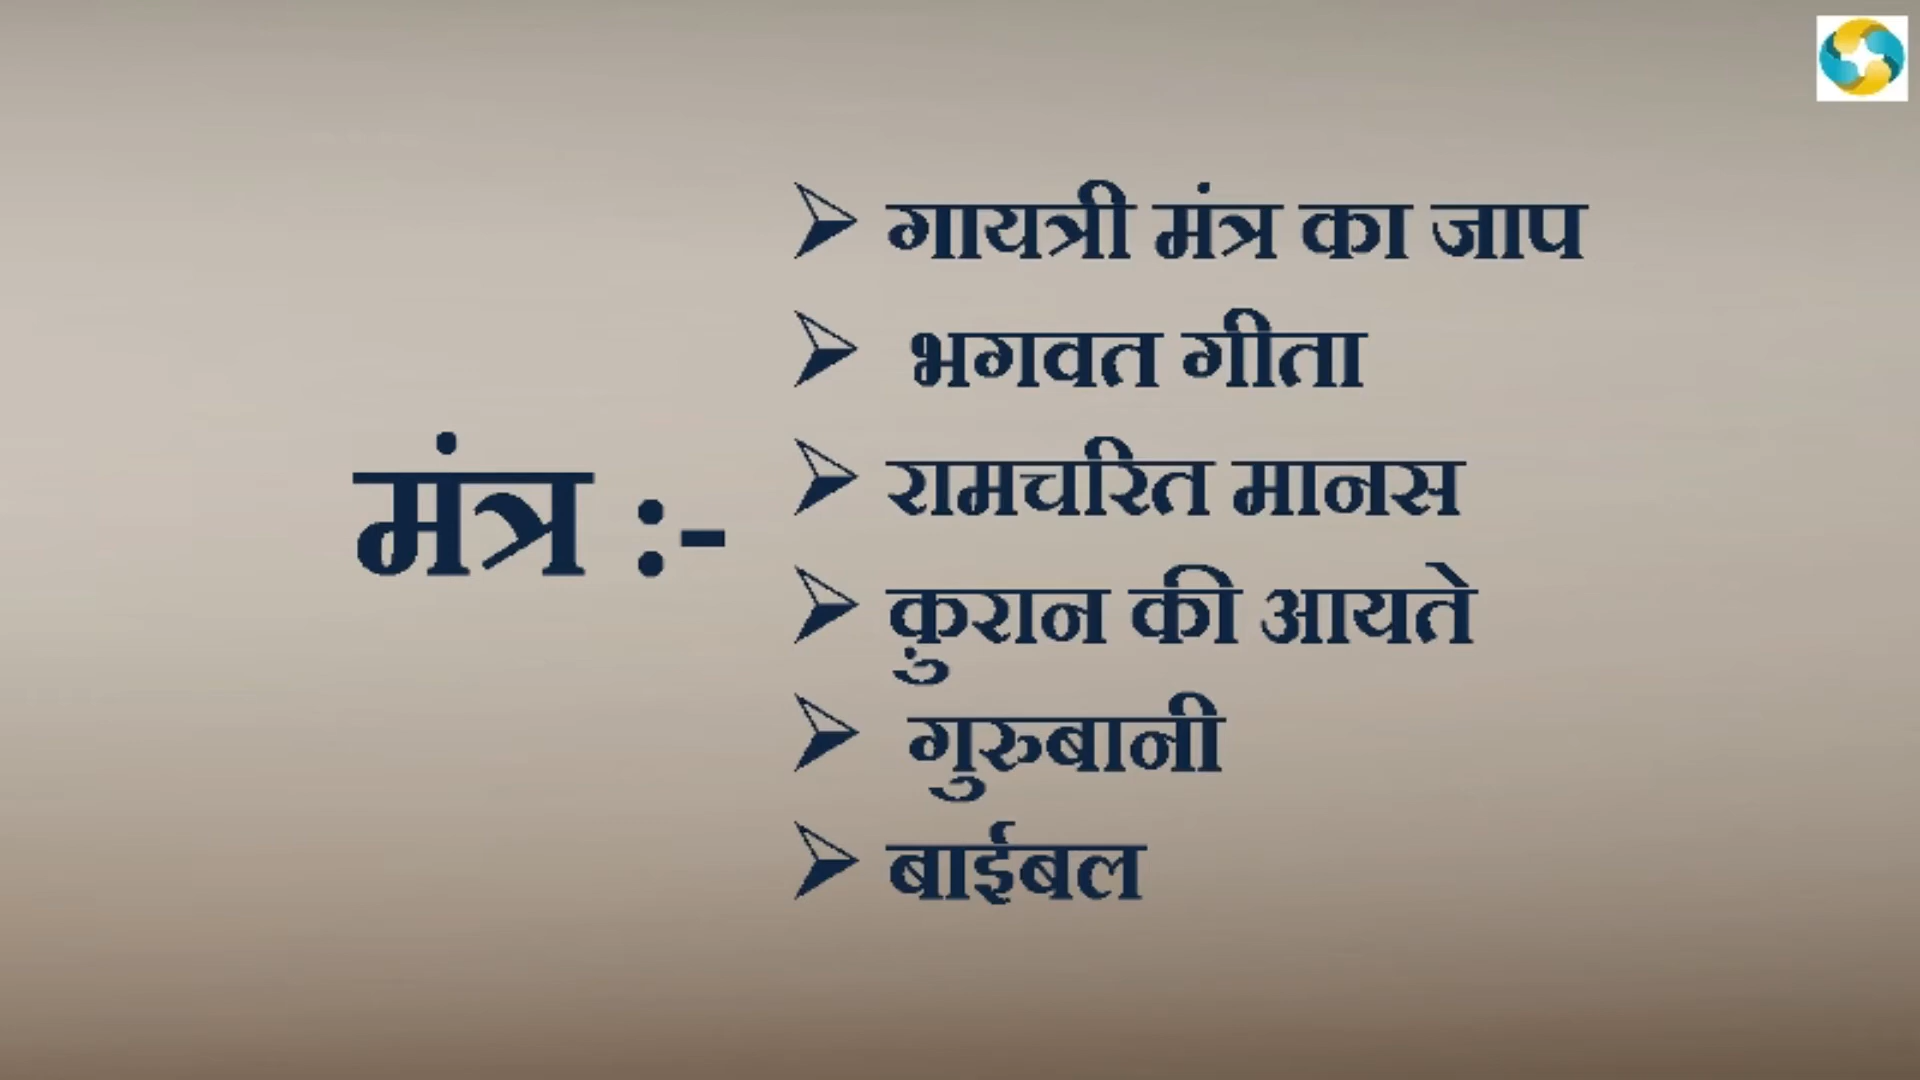 मंत्र :-
गायत्री मंत्र का जाप
भगवत गीता
रामचरित मानस
क़ुरान की आयते
गुरुबानी
बाईबल